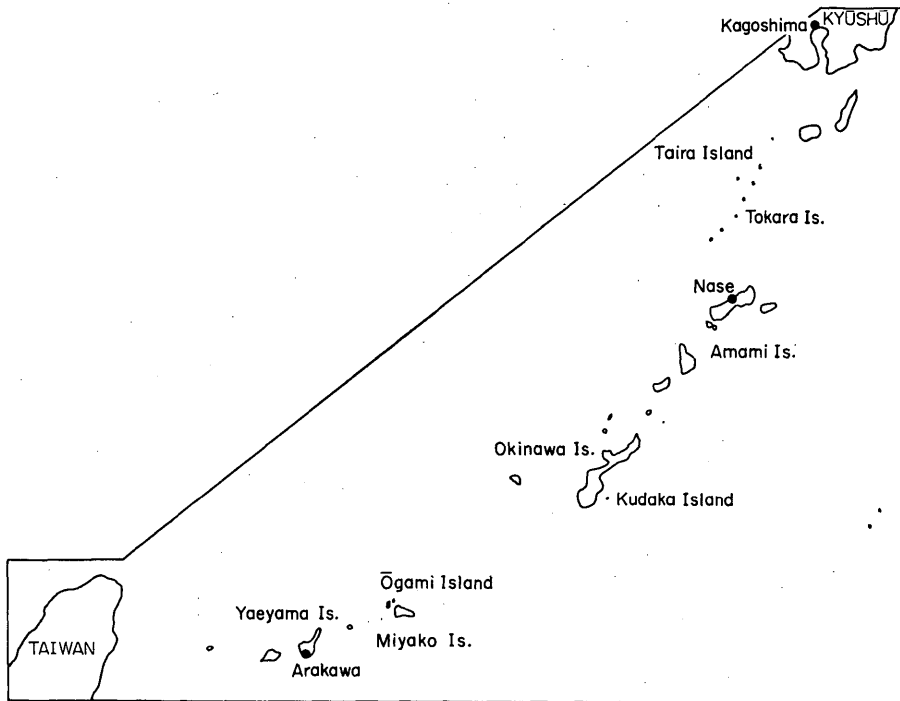 Kagoshima
KYŪSHŪ
Taira Island
Tokara Is.
Nase
Amami Is.
Okinawa Is.
Kudaka Island
Ōgami Island
Yaeyama Is.
Miyako Is.
TAIWAN
Arakawa